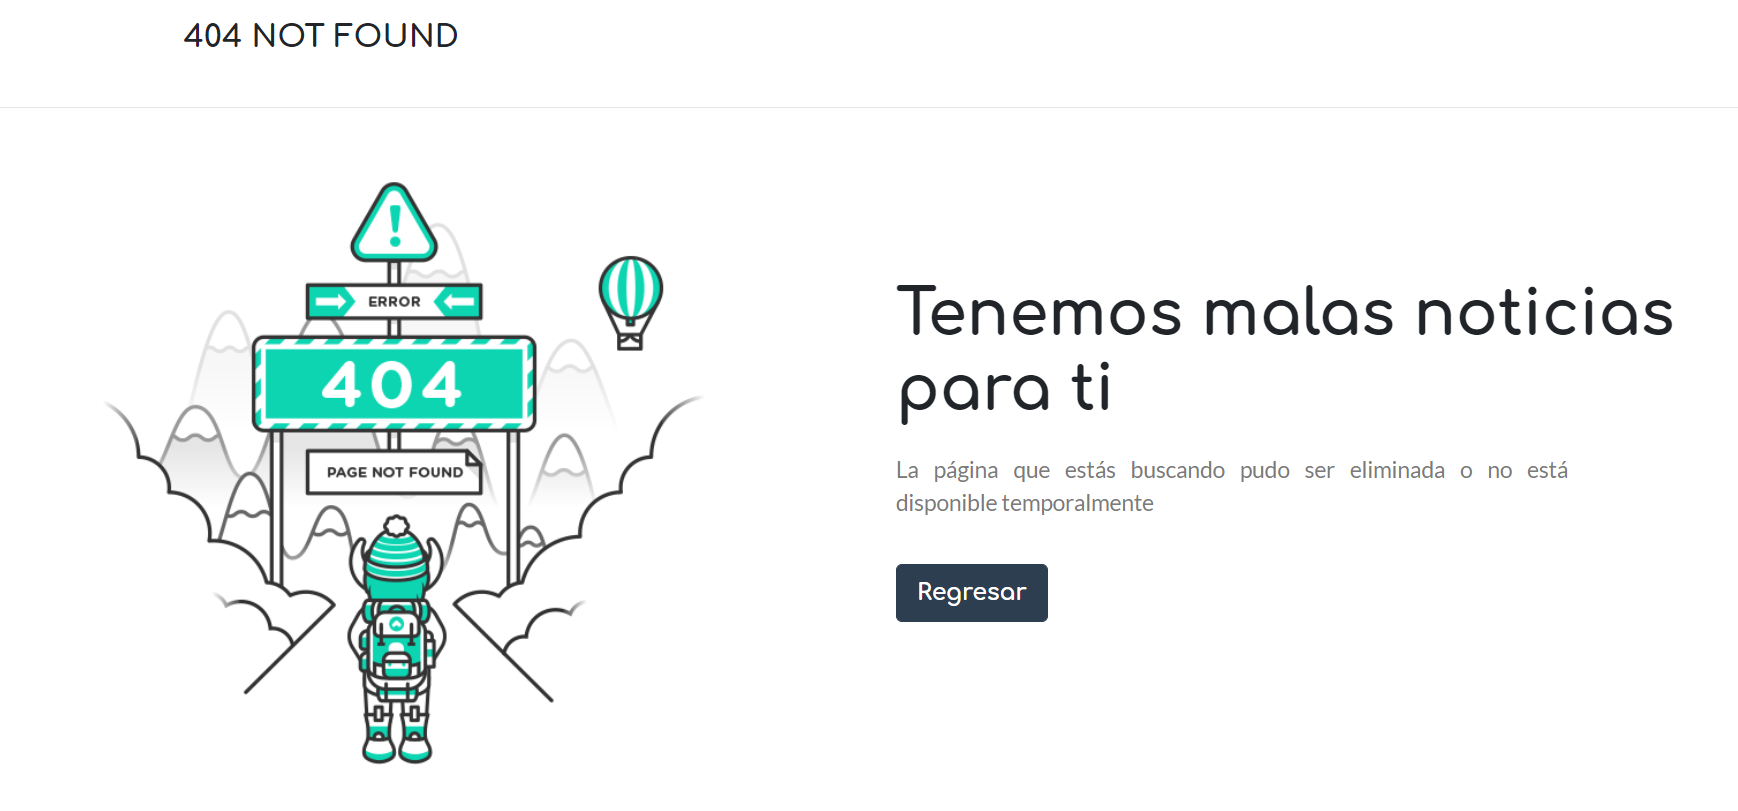 404 NOT FOUND
!
ERROR
404
PAGE NOT FOUND
Tenemos malas noticias
para ti
La página que estás buscando pudo ser eliminada o no está
disponible temporalmente
Regresar